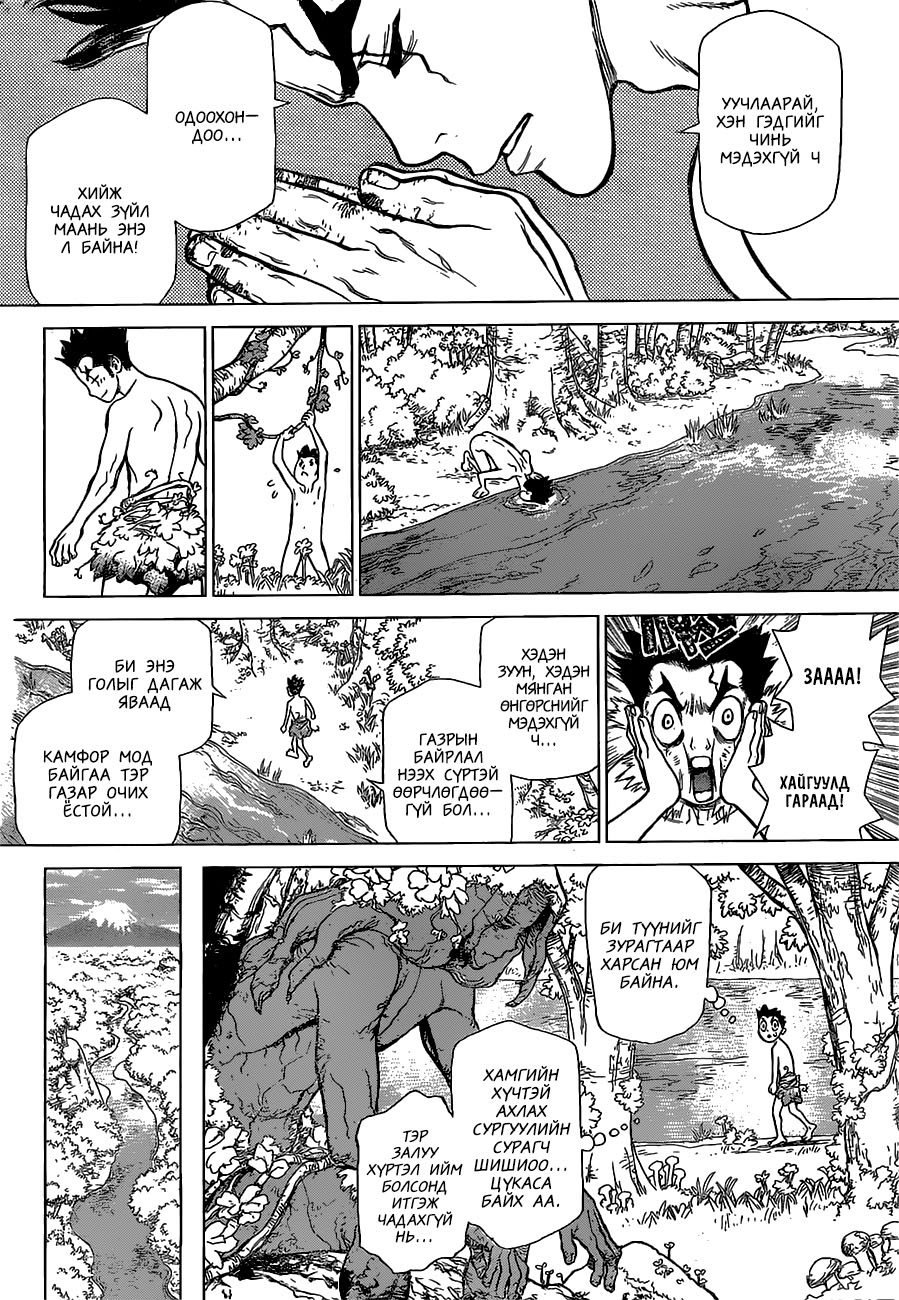 УУЧЛААРАЙ,
ХЭН ГЭДГИЙГ
ЧИНЬ
МЭДЭХГҮЙ Ч
ОДООХОН–
ДОО...
ХИЙЖ
ЧАДАХ ЗҮЙЛ
МААНЬ ЭНЭ
Л БАЙНА!
ЗАААА!
ХАЙГУУЛД
ГАРААД!
ХЭДЭН
ЗУУН, ХЭДЭН
МЯНГАН
ӨНГӨРСНИЙГ
МЭДЭХГҮЙ
Ч...
ГАЗРЫН
БАЙРЛАЛ
НЭЭХ СҮРТЭЙ
ӨӨРЧЛӨГДӨӨ–
ГҮЙ БОЛ...
БИ ЭНЭ
ГОЛЫГ ДАГАЖ
ЯВААД
КАМФОР МОД
БАЙГАА ТЭР
ГАЗАР ОЧИХ
ЁСТОЙ...
БИ ТҮҮНИЙГ
ЗУРАГТААР
ХАРСАН ЮМ
БАЙНА.
ХАМГИЙН
ХҮЧТЭЙ
АХЛАХ
СУРГУУЛИЙН
СУРАГЧ
ШИШИОО...
ЦҮКАСА
БАЙХ АА.
ТЭР
ЗАЛУУ
ХҮРТЭЛ ИЙМ
БОЛСОНД
ИТГЭЖ
ЧАДАХГҮЙ
НЬ...